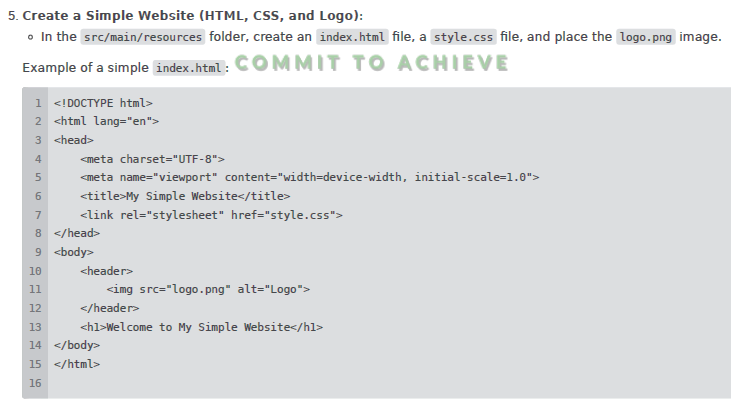 5. Create a Simple Website (HTML, CSS, and Logo):
In the src/main/resources folder, create an index.html file, a style.css file, and place the logo.png image.
Example of a simple index.html: COMMIT TO ACHIEVE
1 <!DOCTYPE html>
2 <html lang="en">
3 <head>
4     <meta charset="UTF-8">
5     <meta name="viewport" content="width=device-width, initial-scale=1.0">
6     <title>My Simple Website</title>
7     <link rel="stylesheet" href="style.css">
8 </head>
9 <body>
10     <header>
11         <img src="logo.png" alt="Logo">
12     </header>
13     <h1>Welcome to My Simple Website</h1>
14 </body>
15 </html>
16